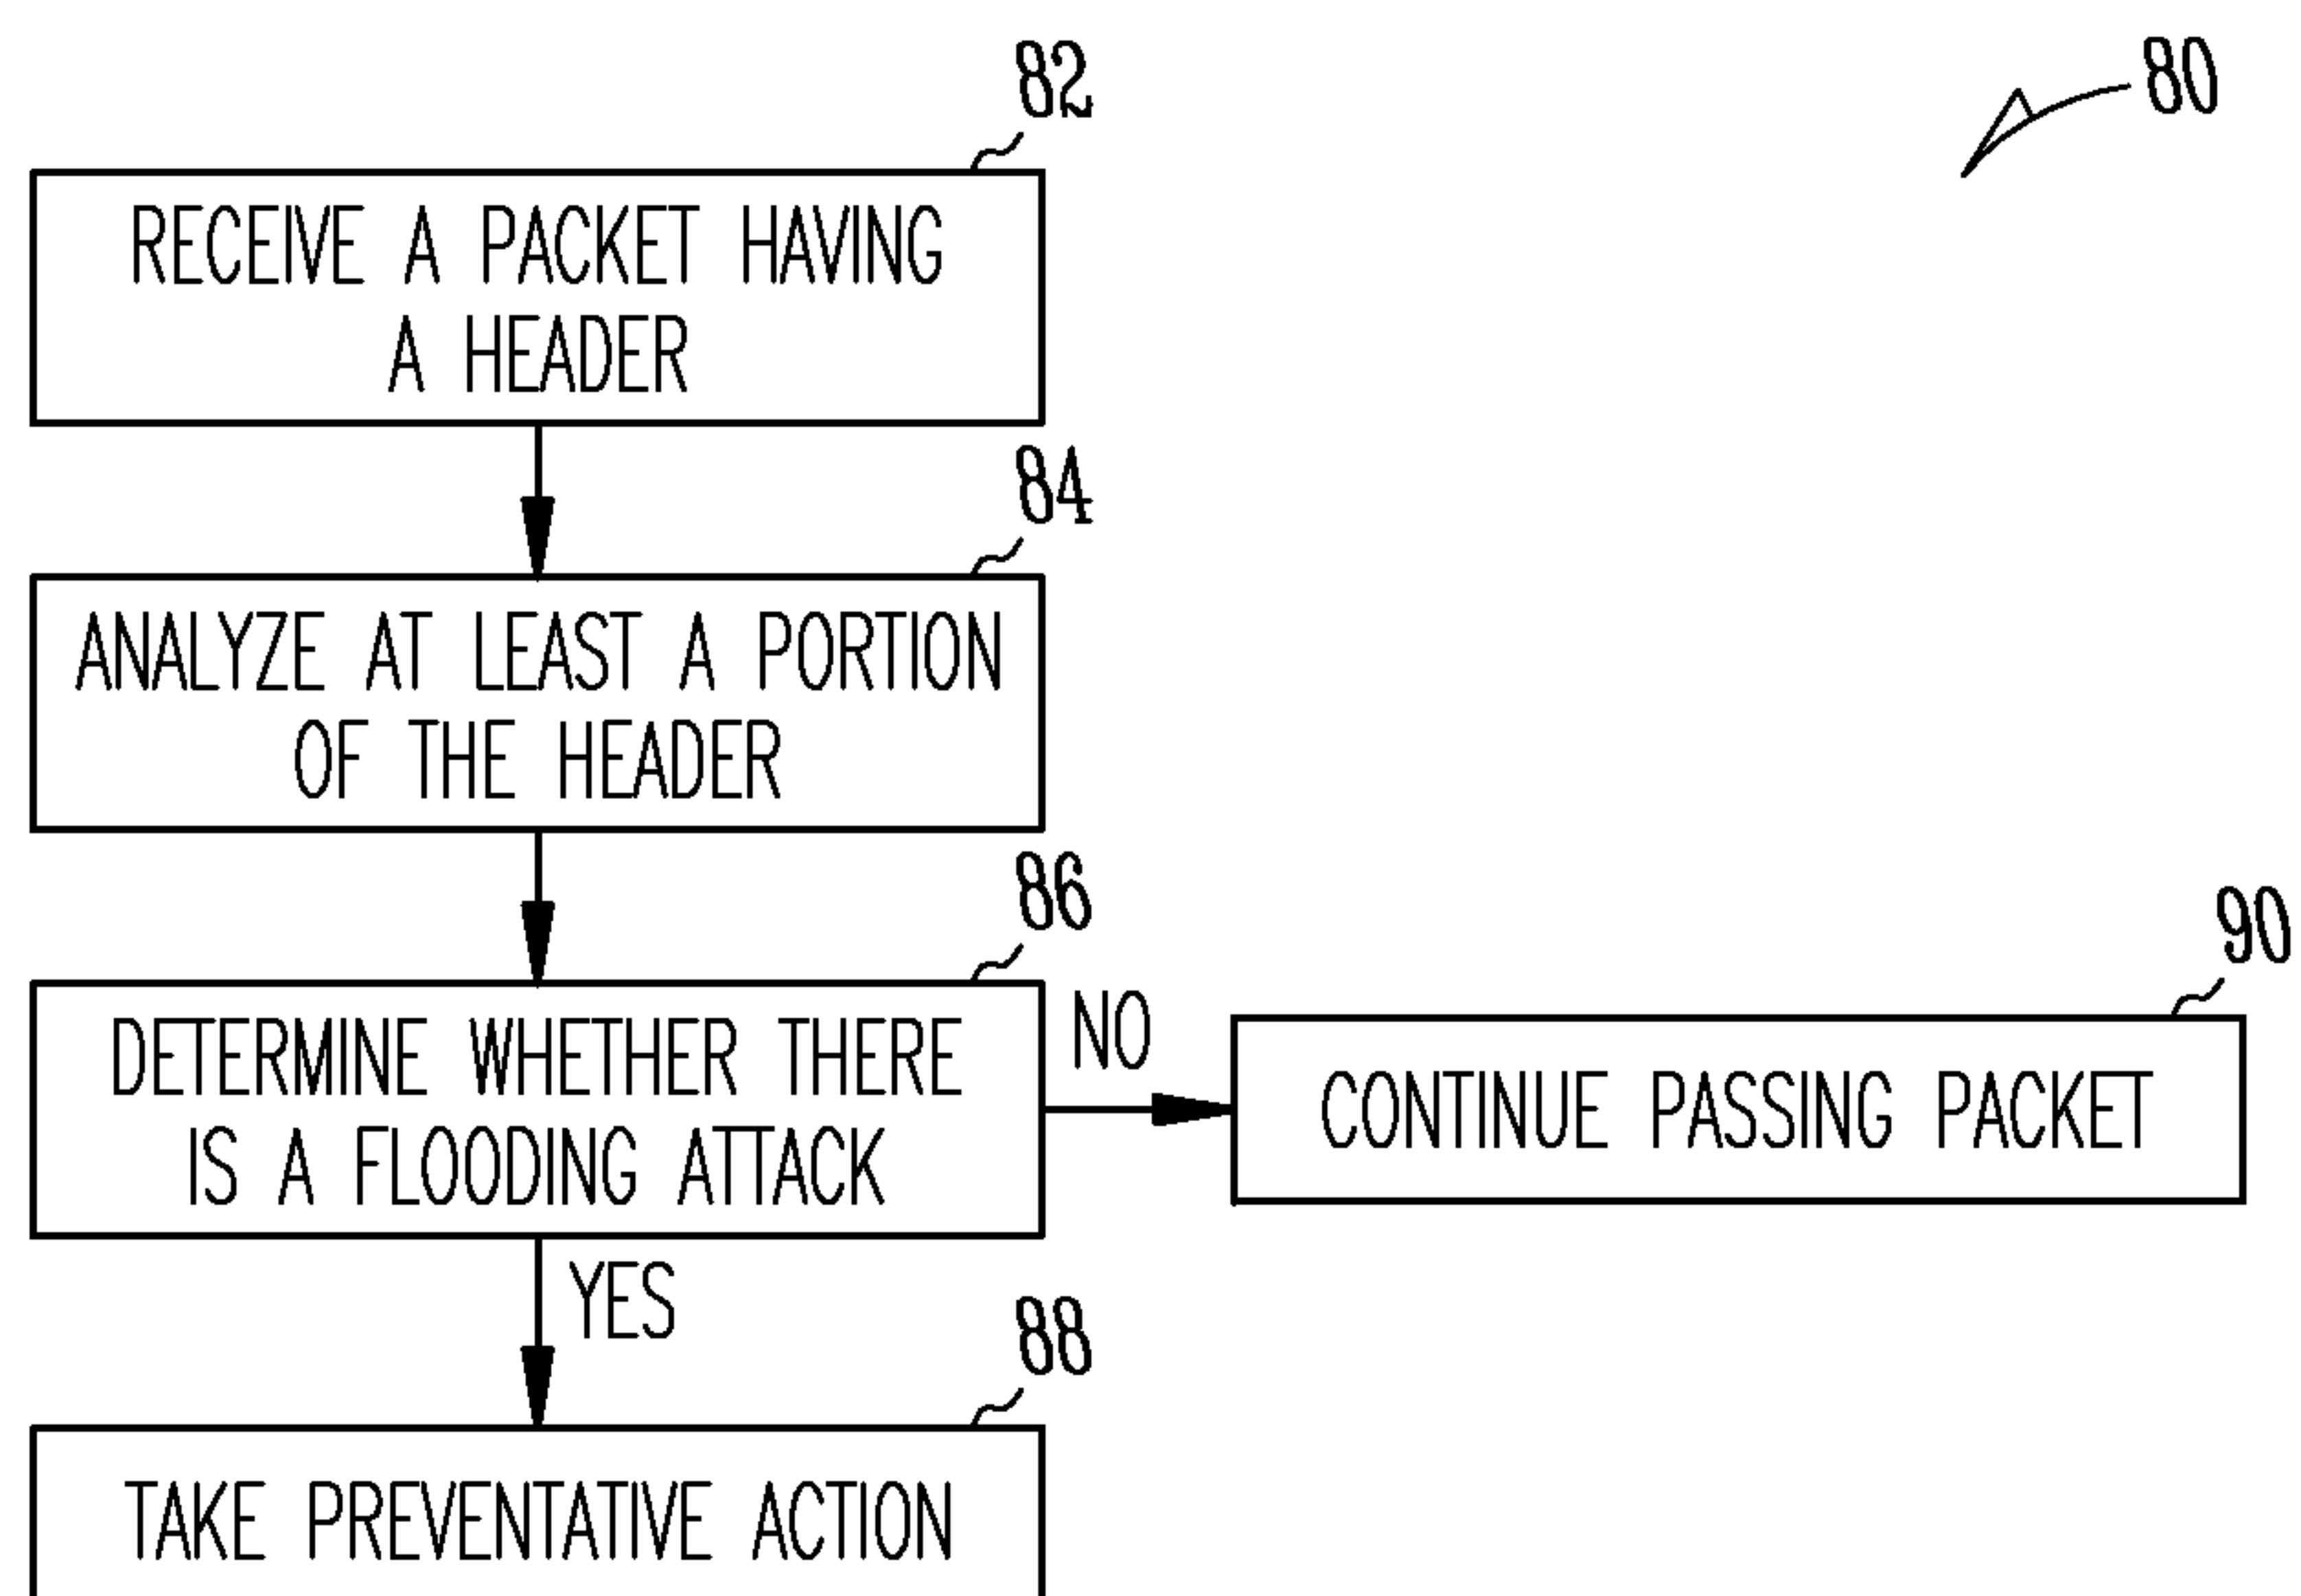 82
80
RECEIVE A PACKET HAVING
A HEADER
84
ANALYZE AT LEAST A PORTION
OF THE HEADER
86
90
DETERMINE WHETHER THERE
IS A FLOODING ATTACK
NO
CONTINUE PASSING PACKET
YES
88
TAKE PREVENTATIVE ACTION